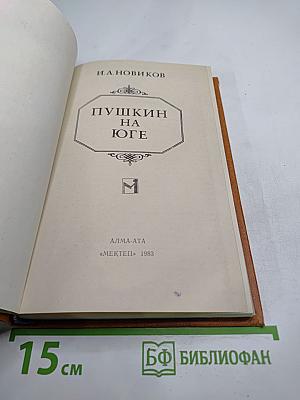 И.А.НОВИКОВ
ПУШКИН
НА
ЮГЕ
М
АЛМА-АТА
«МЕКТЕП» 1983
15 см
БФ БИБЛИОФАН